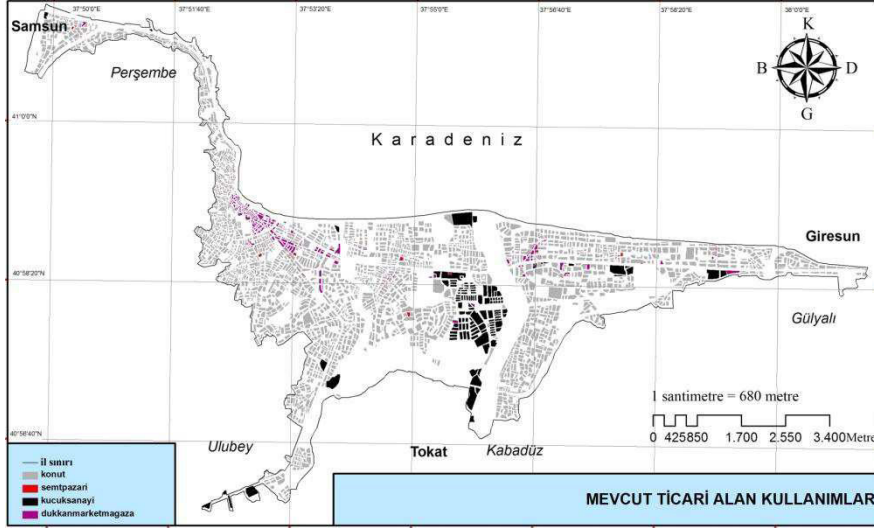 37°50'0"E 37°51'40"E 37°53'20"E 37°55'0"E 37°56'40"E 37°58'20"E 38°0'0"E
Samsun
Perşembe
K
B D
G
41°0'0"N
Karadeniz
Giresun
40°58'20"N
Gülyalı
1 santimetre = 680 metre
0 425850 1.700 2.550 3.400Metre
40°56'40"N
Ulubey
Tokat
Kabadüz
il sınırı
konut
semtpazari
kucuksanayi
dukkanmarketmagaza
MEVCUT TİCARİ ALAN KULLANIMLAR